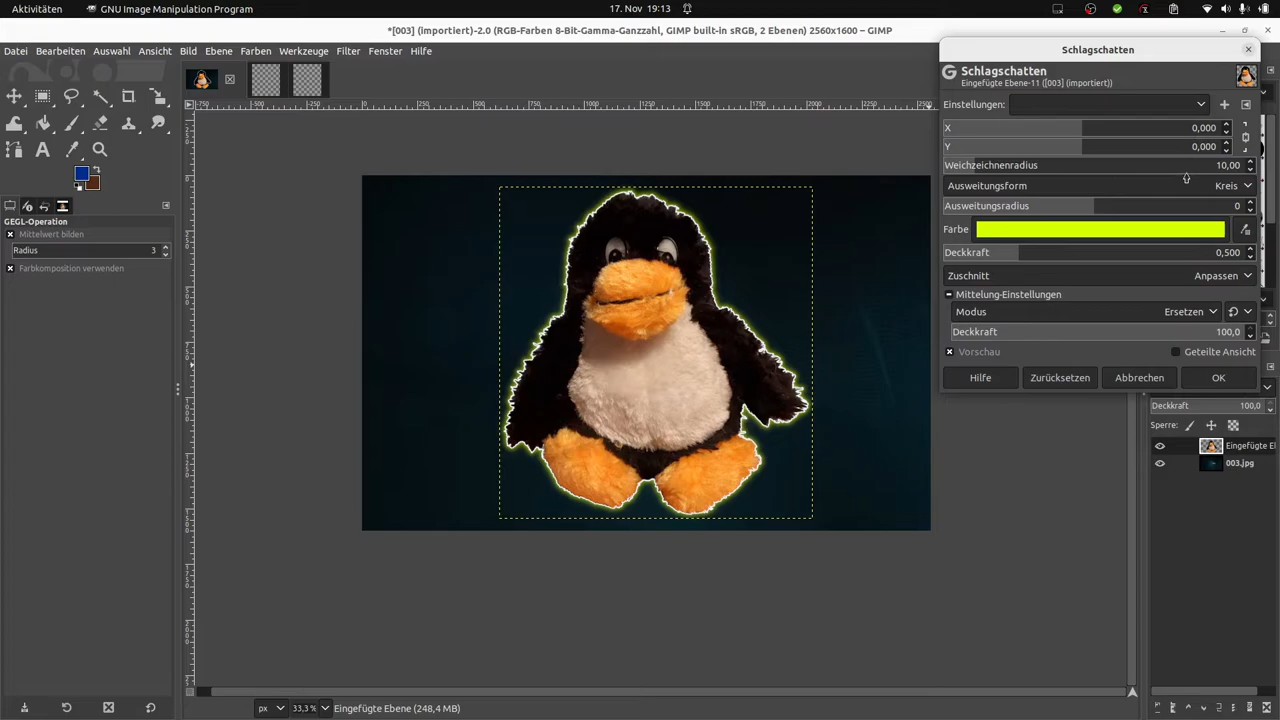 Aktivitäten
GNU Image Manipulation Program
17. Nov 19:13
*[003] (importiert)-2.0 (RGB-Farben 8-Bit-Gamma-Ganzzahl, GIMP built-in sRGB, 2 Ebenen) 2560x1600 – GIMP
Datei Bearbeiten Auswahl Ansicht Bild Ebene Farben Werkzeuge Filter Fenster Hilfe
Schlagschatten
Schlagschatten
Eingefügte Ebene-11 ([003] (importiert))
Einstellungen:
X 0,000
Y 0,000
Weichzeichnenradius 10,00
Ausweitungsform Kreis
Ausweitungsradius 0
Farbe
Deckkraft 0,500
Zuschnitt Anpassen
Mittelung-Einstellungen
Modus Ersetzen
Deckkraft 100,0
Vorschau Geteilte Ansicht
Hilfe Zurücksetzen Abbrechen OK
GEGL-Operation
Mittelwert bilden
Radius 3
Farbkomposition verwenden
Deckkraft 100,0
Sperre:
Eingefügte Eb
003.jpg
px 33,3 % Eingefügte Ebene (248,4 MB)